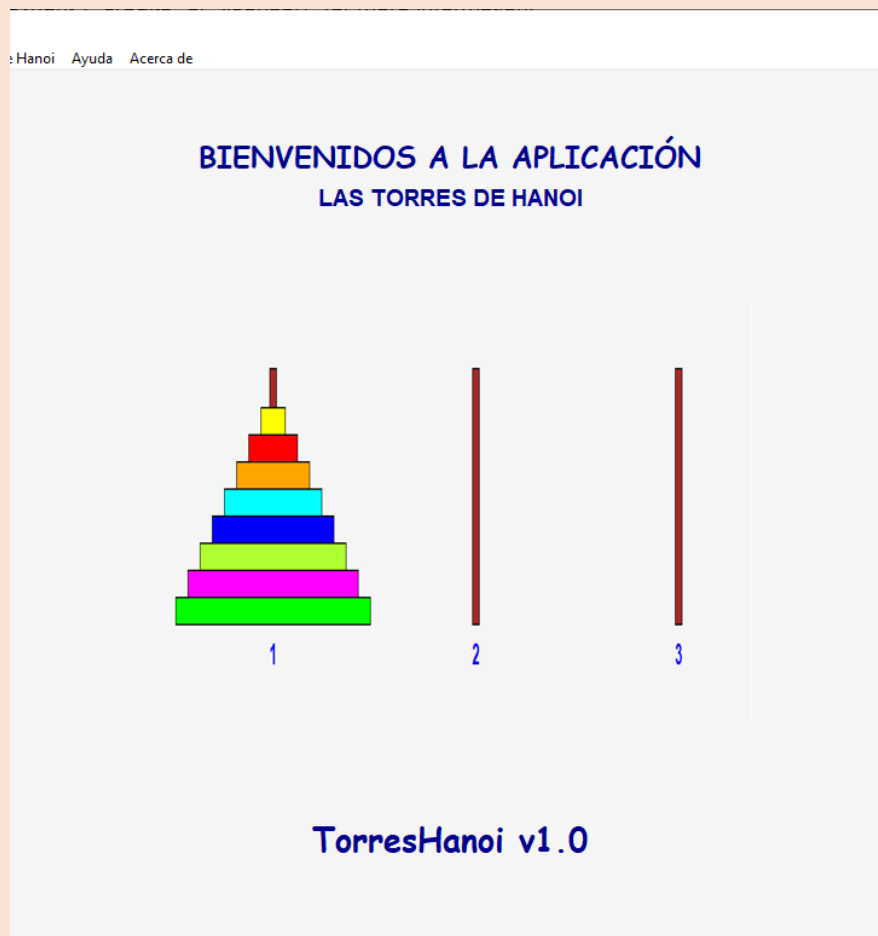 Hanoi Ayuda Acerca de
BIENVENIDOS A LA APLICACIÓN
LAS TORRES DE HANOI
1 2 3
TorresHanoi v1.0